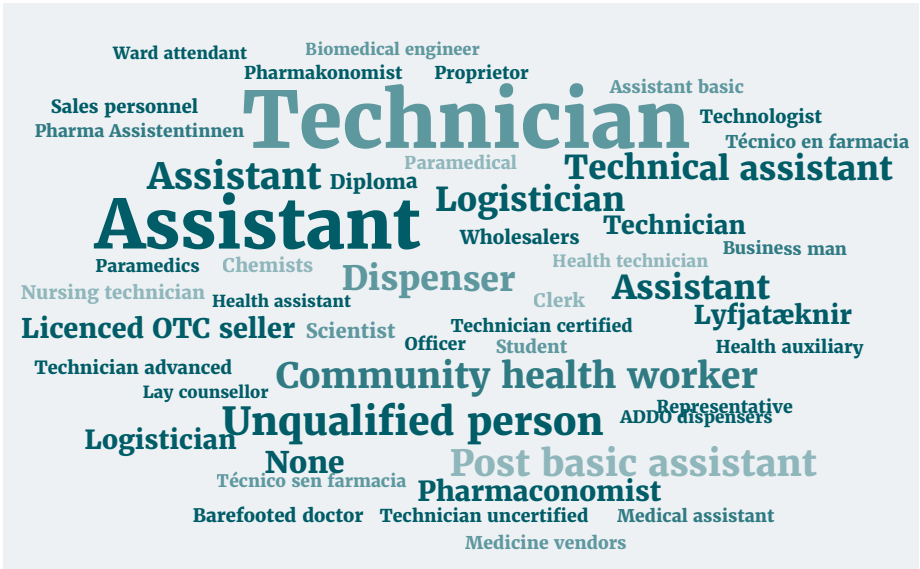 Ward attendant
Biomedical engineer
Pharmakonomist
Proprietor
Assistant basic
Sales personnel
Technician
Technologist
Pharma Assistentinnen
Técnico en farmacia
Paramedical
Technical assistant
Assistant
Diploma
Logistician
Assistant
Technician
Wholesalers
Business man
Paramedics
Chemists
Health technician
Dispenser
Nursing technician
Health assistant
Clerk
Assistant
Lyfjatæknir
Licenced OTC seller
Scientist
Technician certified
Officer
Student
Health auxiliary
Technician advanced
Community health worker
Lay counsellor
Representative
Unqualified person
ADDO dispensers
Logistician
None
Post basic assistant
Técnico sen farmacia
Pharmaconomist
Barefooted doctor
Technician uncertified
Medical assistant
Medicine vendors